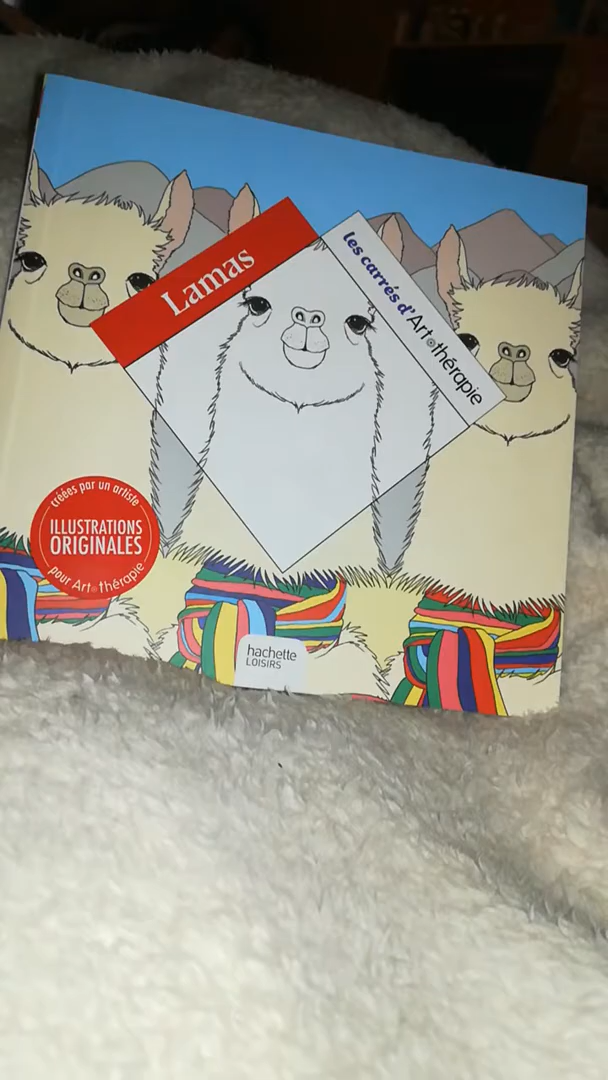 Lamas
les carrés d'Art•thérapie
créées par un artiste
ILLUSTRATIONS
ORIGINALES
pour Art•thérapie
hachette
LOISIRS